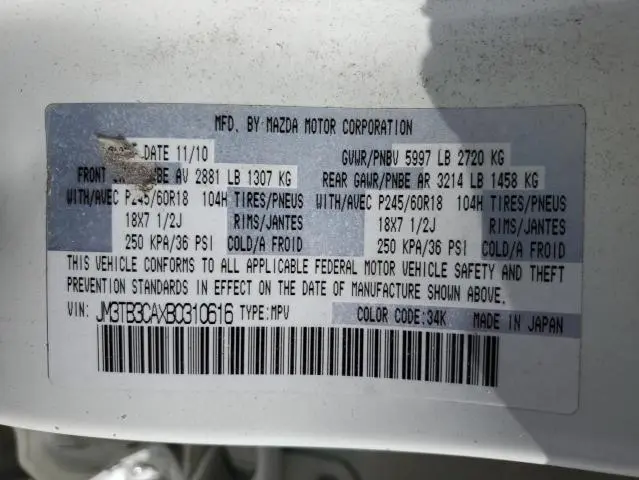 MFD. BY MAZDA MOTOR CORPORATION
DATE 11/10 GVWR/PNBV 5997 LB 2720 KG
FRONT AV 2881 LB 1307 KG REAR GAWR/PNBE AR 3214 LB 1458 KG
WITH/AVEC P245/60R18 104H TIRES/PNEUS WITH/AVEC P245/60R18 104H TIRES/PNEUS
18X7 1/2J RIMS/JANTES 18X7 1/2J RIMS/JANTES
250 KPA/36 PSI COLD/A FROID 250 KPA/36 PSI COLD/A FROID
THIS VEHICLE CONFORMS TO ALL APPLICABLE FEDERAL MOTOR VEHICLE SAFETY AND THEFT
PREVENTION STANDARDS IN EFFECT ON THE DATE OF MANUFACTURE SHOWN ABOVE.
VIN: JM3TB3CAXB0310616 TYPE:MPV COLOR CODE:34K MADE IN JAPAN